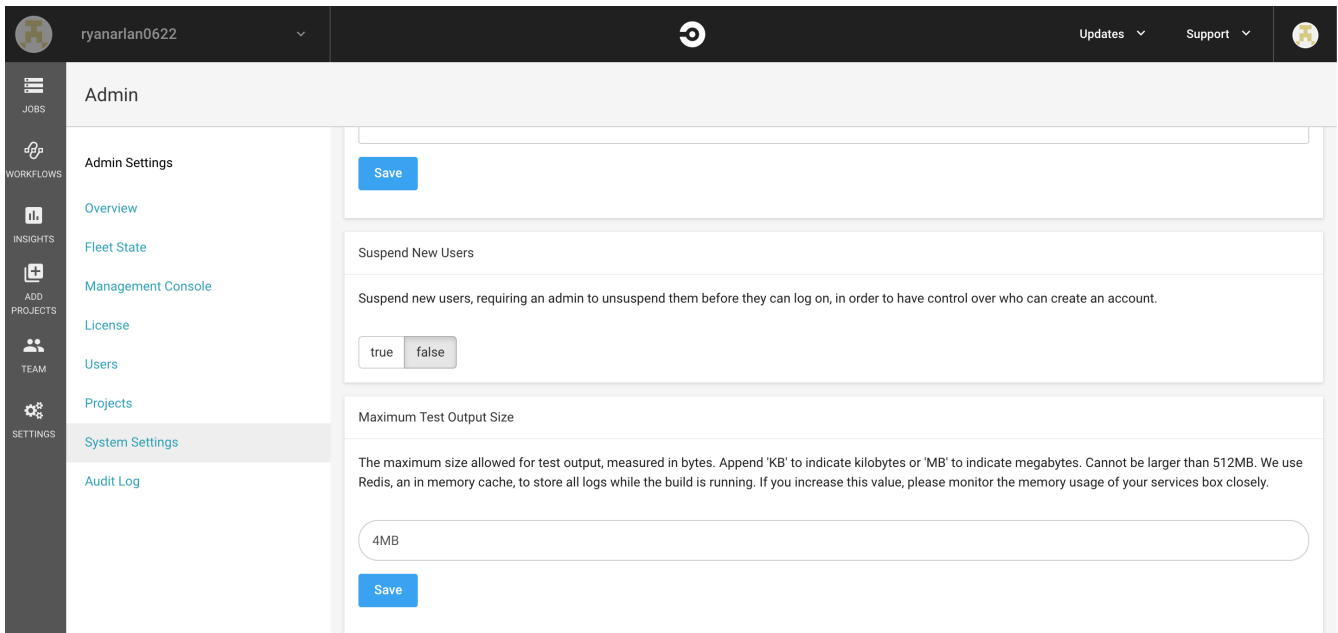 ryanarlan0622
Updates
Support
JOBS
WORKFLOWS
INSIGHTS
ADD
PROJECTS
TEAM
SETTINGS
Admin
Admin Settings
Overview
Fleet State
Management Console
License
Users
Projects
System Settings
Audit Log
Save
Suspend New Users
Suspend new users, requiring an admin to unsuspend them before they can log on, in order to have control over who can create an account.
true false
Maximum Test Output Size
The maximum size allowed for test output, measured in bytes. Append 'KB' to indicate kilobytes or 'MB' to indicate megabytes. Cannot be larger than 512MB. We use
Redis, an in memory cache, to store all logs while the build is running. If you increase this value, please monitor the memory usage of your services box closely.
4MB
Save